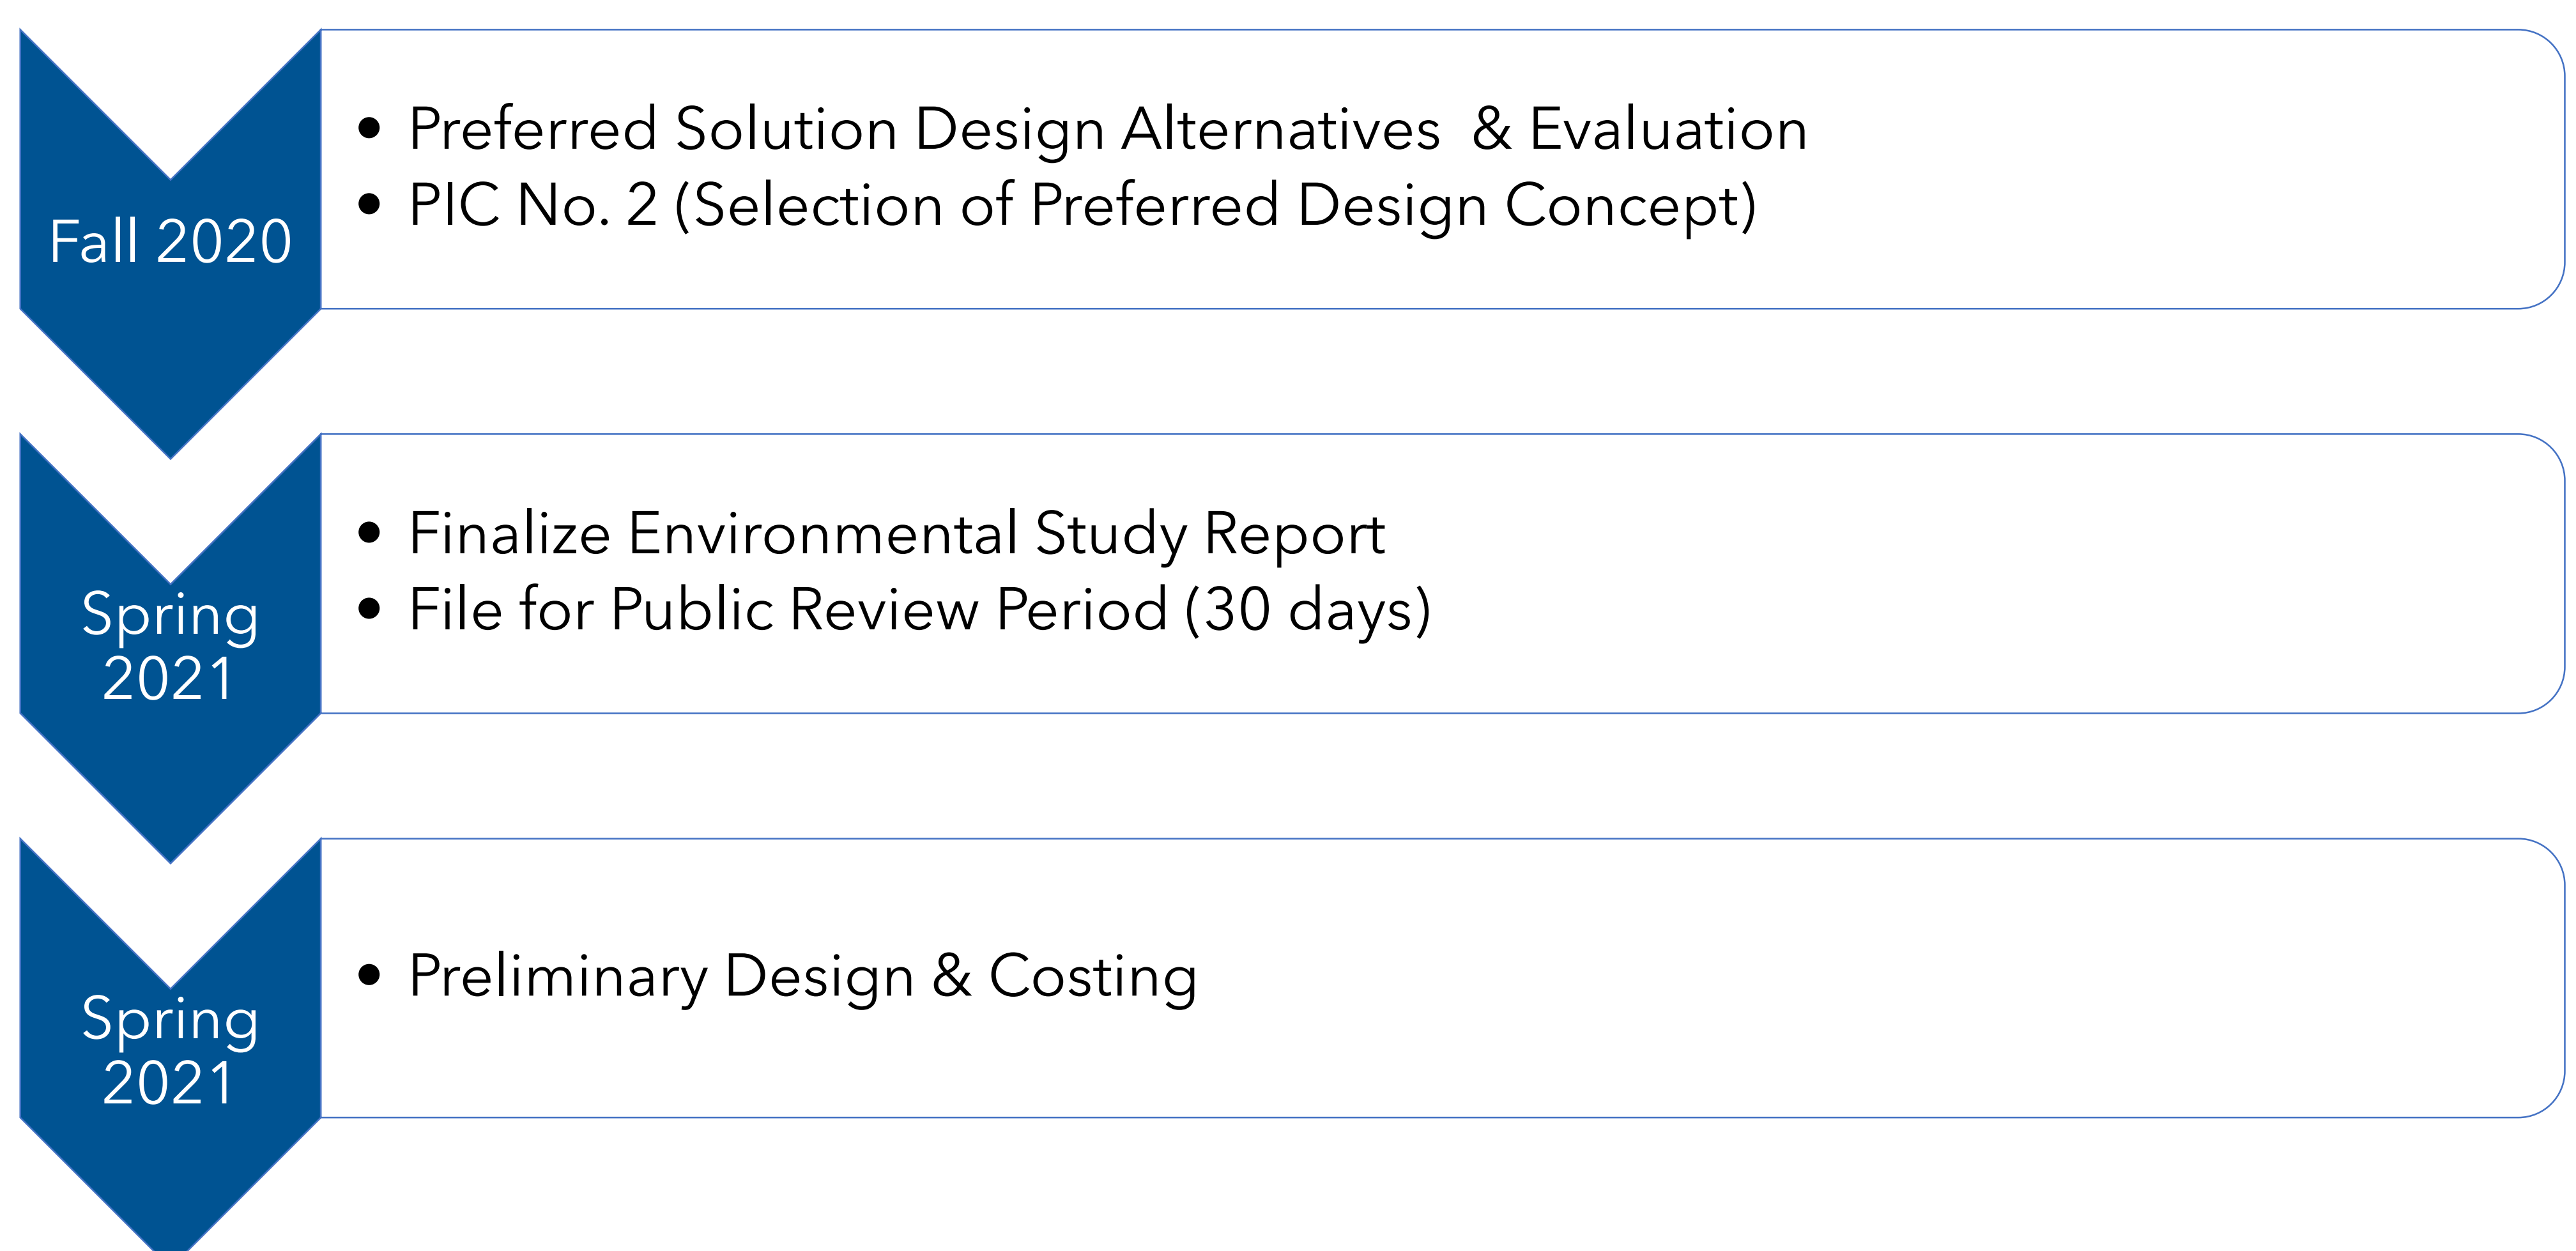 Fall 2020
• Preferred Solution Design Alternatives & Evaluation
• PIC No. 2 (Selection of Preferred Design Concept)
Spring
2021
• Finalize Environmental Study Report
• File for Public Review Period (30 days)
Spring
2021
• Preliminary Design & Costing